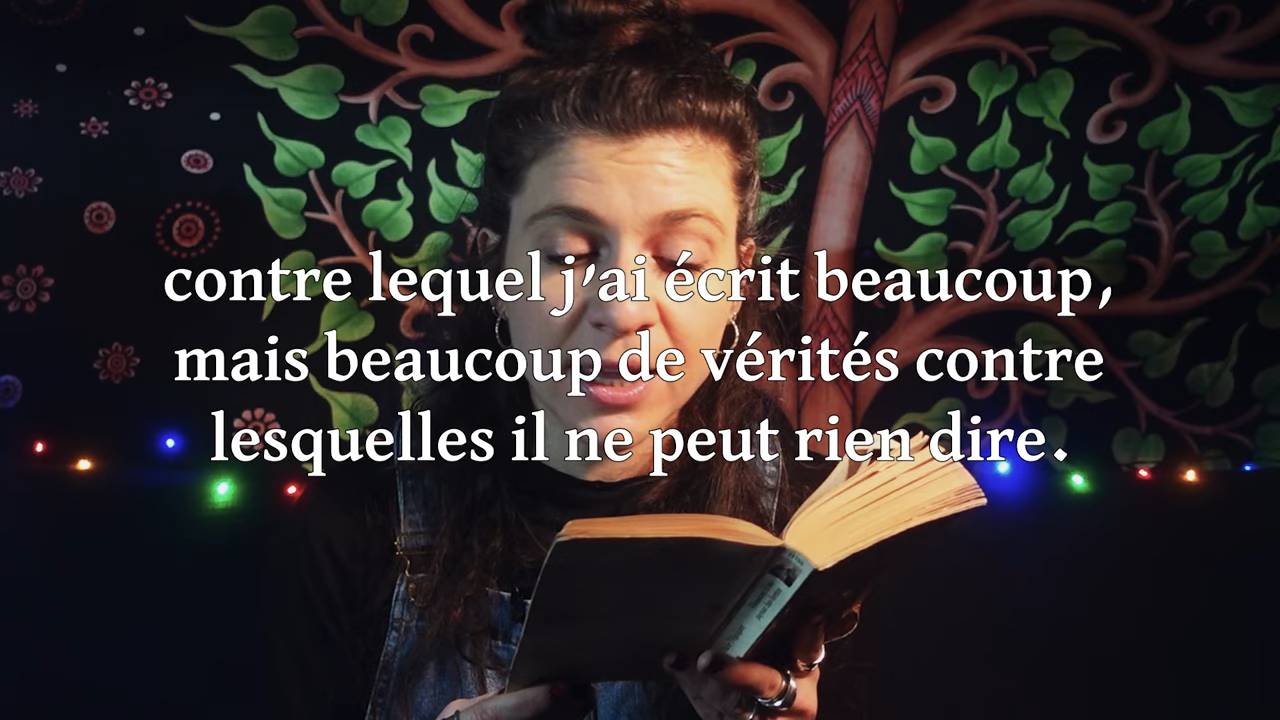 contre lequel j’ai écrit beaucoup,
mais beaucoup de vérités contre
lesquelles il ne peut rien dire.